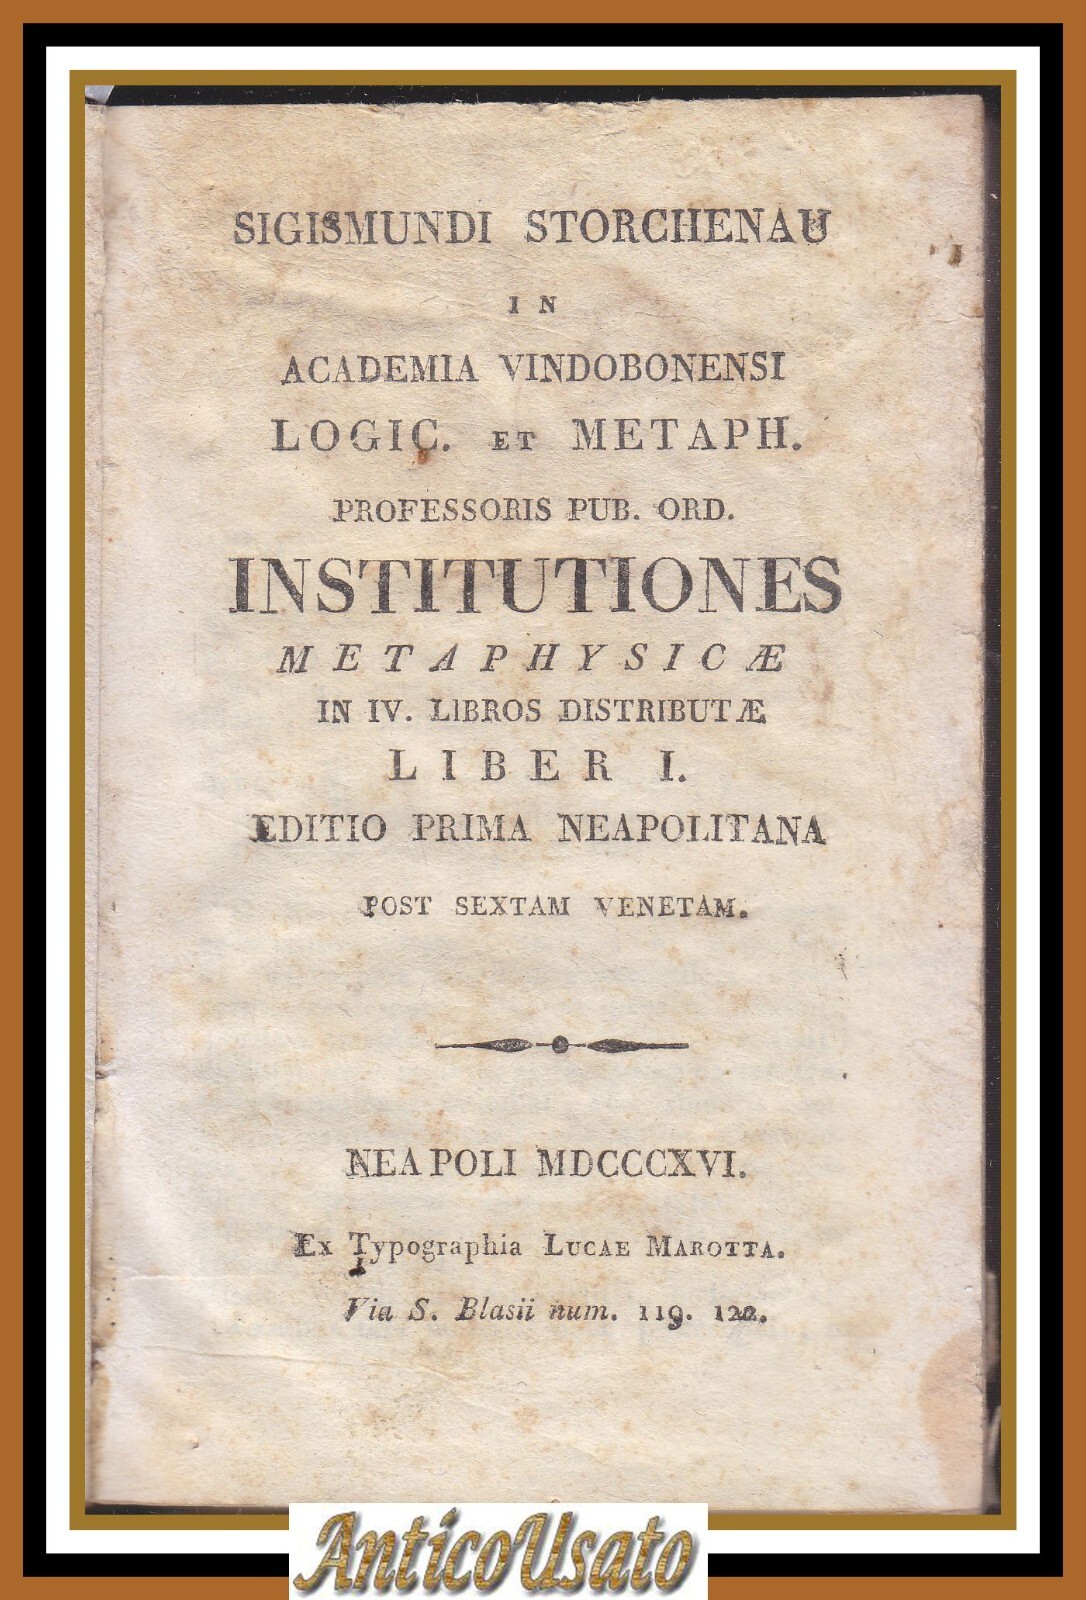 SIGISMUNDI STORCHENAU
IN
ACADEMIA VINDOBONENSI
LOGIC. ET METAPH.
PROFESSORIS PUB. ORD.
INSTITUTIONES
METAPHYSICÆ
IN IV. LIBROS DISTRIBUTÆ
LIBER I.
EDITIO PRIMA NEAPOLITANA
POST SEXTAM VENETAM.
NEAPOLI MDCCCXVI.
Ex Typographia LUCAE MAROTTA.
Via S. Blasii num. 119. 122.
AnticoUsato